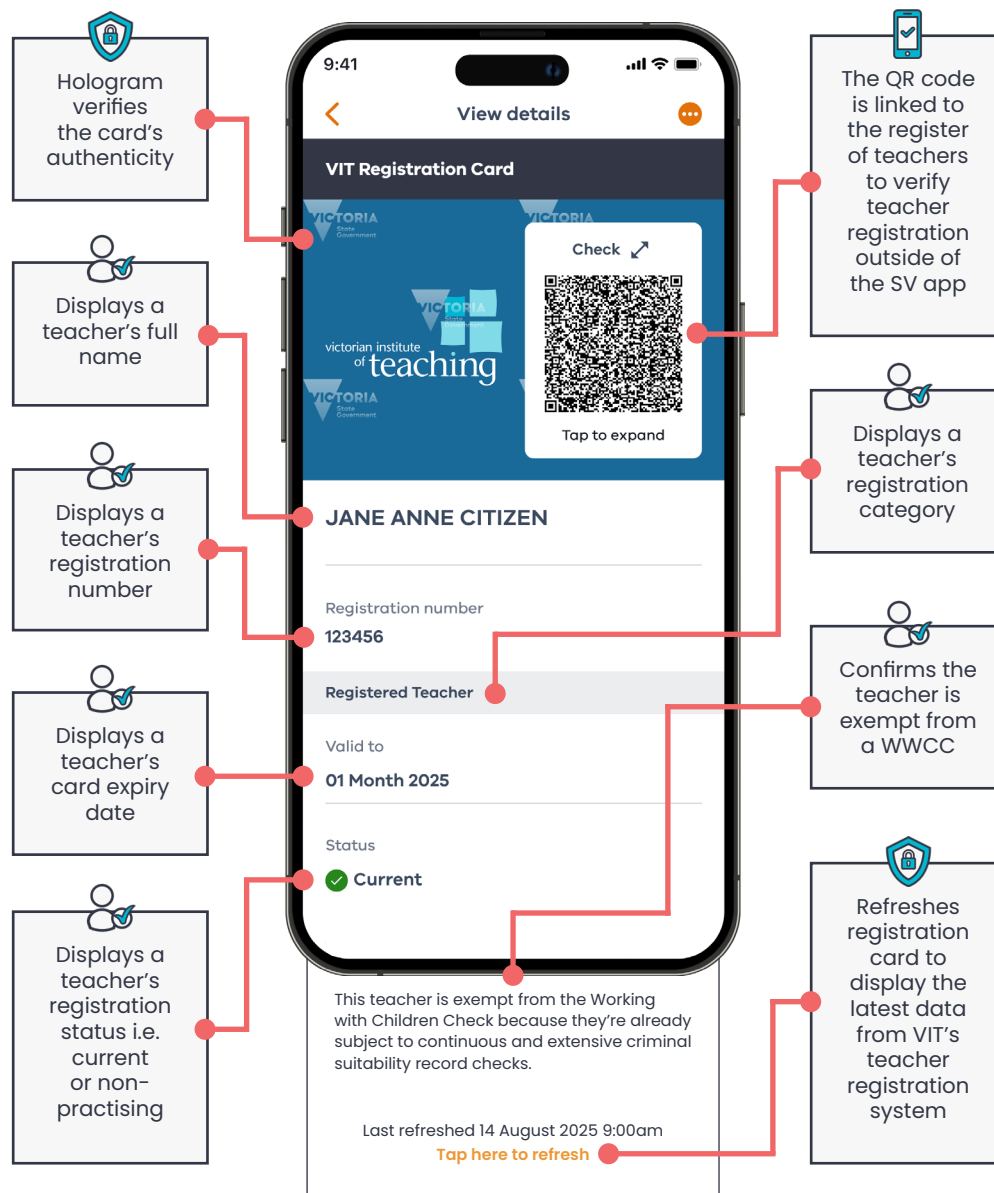 Hologram
verifies
the card's
authenticity
Displays a
teacher's full
name
Displays a
teacher's
registration
number
Displays a
teacher's
card expiry
date
Displays a
teacher's
registration
status i.e.
current
or non-
practising
9:41
View details
VIT Registration Card
VICTORIA
State
Government
VICTORIA
State
Government
VICTORIA
State
Government
VICTORIA
State
Government
victorian institute
of teaching
Check
Tap to expand
JANE ANNE CITIZEN
Registration number
123456
Registered Teacher
Valid to
01 Month 2025
Status
Current
This teacher is exempt from the Working
with Children Check because they're already
subject to continuous and extensive criminal
suitability record checks.
Last refreshed 14 August 2025 9:00am
Tap here to refresh
The QR code
is linked to
the register
of teachers
to verify
teacher
registration
outside of
the SV app
Displays a
teacher's
registration
category
Confirms the
teacher is
exempt from
a WWCC
Refreshes
registration
card to
display the
latest data
from VIT's
teacher
registration
system